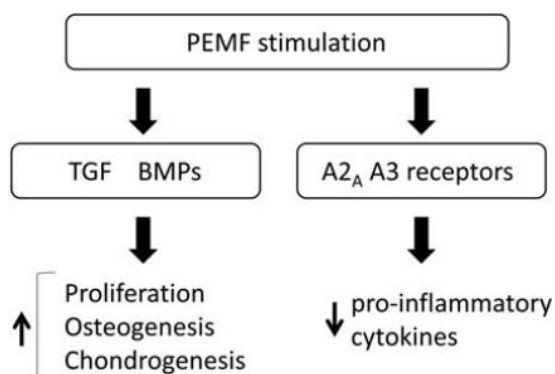 PEMF stimulation
TGF BMPs
A2A A3 receptors
Proliferation
Osteogenesis
Chondrogenesis
pro-inflammatory
cytokines